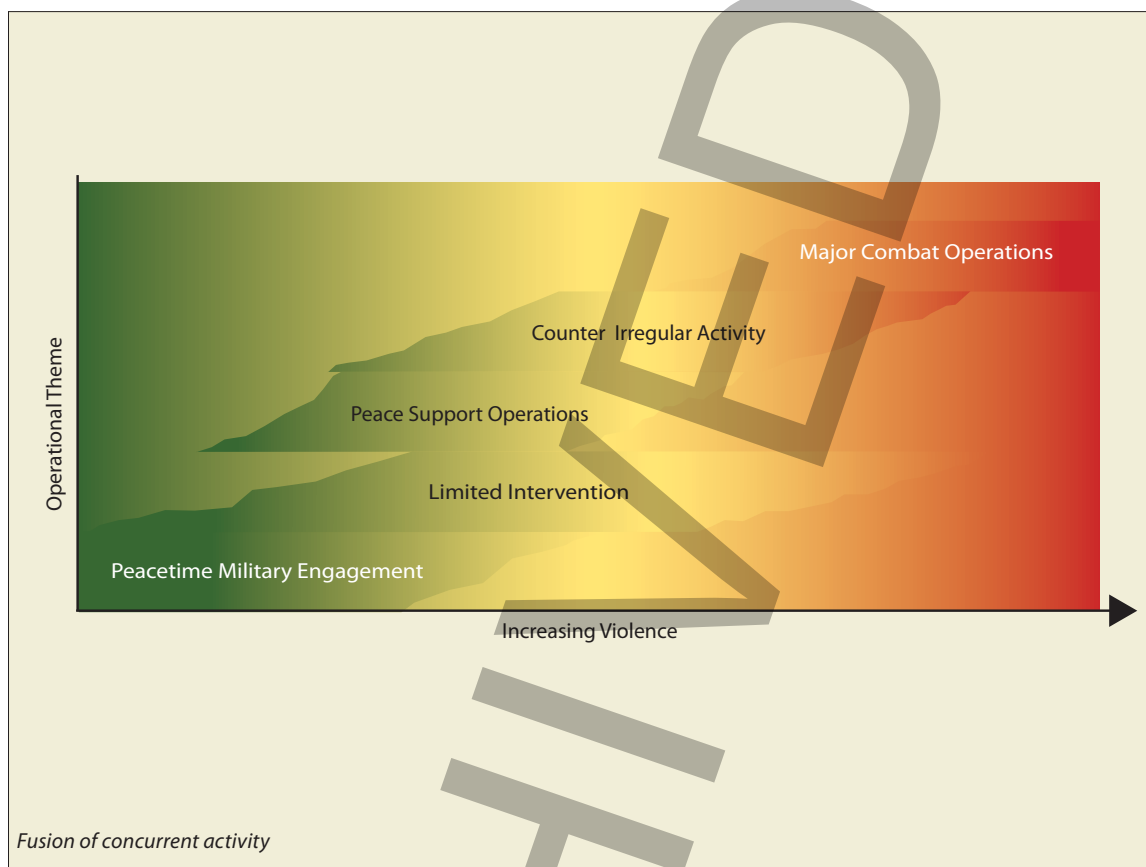 Major Combat Operations
Counter Irregular Activity
Peace Support Operations
Limited Intervention
Peacetime Military Engagement
Operational Theme
Increasing Violence
Fusion of concurrent activity
HIVED